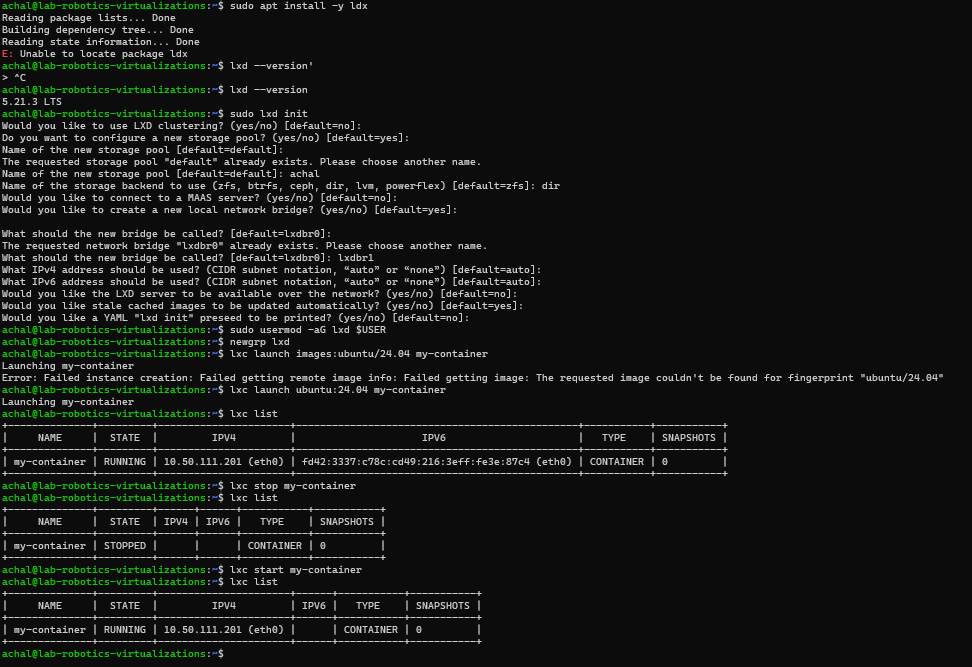 achal@lab-robotics-virtualizations:~$ sudo apt install -y ldx
Reading package lists... Done
Building dependency tree... Done
Reading state information... Done
E: Unable to locate package ldx
achal@lab-robotics-virtualizations:~$ lxd --version'
> ^C
achal@lab-robotics-virtualizations:~$ lxd --version
5.21.3 LTS
achal@lab-robotics-virtualizations:~$ sudo lxd init
Would you like to use LXD clustering? (yes/no) [default=no]:
Do you want to configure a new storage pool? (yes/no) [default=yes]:
Name of the new storage pool [default=default]:
The requested storage pool "default" already exists. Please choose another name.
Name of the new storage pool [default=default]: achal
Name of the storage backend to use (zfs, btrfs, ceph, dir, lvm, powerflex) [default=zfs]: dir
Would you like to connect to a MAAS server? (yes/no) [default=no]:
Would you like to create a new local network bridge? (yes/no) [default=yes]:
What should the new bridge be called? [default=lxdbr0]:
The requested network bridge "lxdbr0" already exists. Please choose another name.
What should the new bridge be called? [default=lxdbr0]: lxdbr1
What IPv4 address should be used? (CIDR subnet notation, “auto” or “none”) [default=auto]:
What IPv6 address should be used? (CIDR subnet notation, “auto” or “none”) [default=auto]:
Would you like the LXD server to be available over the network? (yes/no) [default=no]:
Would you like stale cached images to be updated automatically? (yes/no) [default=yes]:
Would you like a YAML "lxd init" preseed to be printed? (yes/no) [default=no]:
achal@lab-robotics-virtualizations:~$ sudo usermod -aG lxd $USER
achal@lab-robotics-virtualizations:~$ newgrp lxd
achal@lab-robotics-virtualizations:~$ lxc launch images:ubuntu/24.04 my-container
Launching my-container
Error: Failed instance creation: Failed getting remote image info: Failed getting image: The requested image couldn't be found for fingerprint "ubuntu/24.04"
achal@lab-robotics-virtualizations:~$ lxc launch ubuntu:24.04 my-container
Launching my-container
achal@lab-robotics-virtualizations:~$ lxc list
| NAME | STATE | IPV4 | IPV6 | TYPE | SNAPSHOTS |
| my-container | RUNNING | 10.50.111.201 (eth0) | fd42:3337:c78c:cd49:216:3eff:fe3e:87c4 (eth0) | CONTAINER | 0 |
achal@lab-robotics-virtualizations:~$ lxc stop my-container
achal@lab-robotics-virtualizations:~$ lxc list
| NAME | STATE | IPV4 | IPV6 | TYPE | SNAPSHOTS |
| my-container | STOPPED | | | CONTAINER | 0 |
achal@lab-robotics-virtualizations:~$ lxc start my-container
achal@lab-robotics-virtualizations:~$ lxc list
| NAME | STATE | IPV4 | IPV6 | TYPE | SNAPSHOTS |
| my-container | RUNNING | 10.50.111.201 (eth0) | | CONTAINER | 0 |
achal@lab-robotics-virtualizations:~$